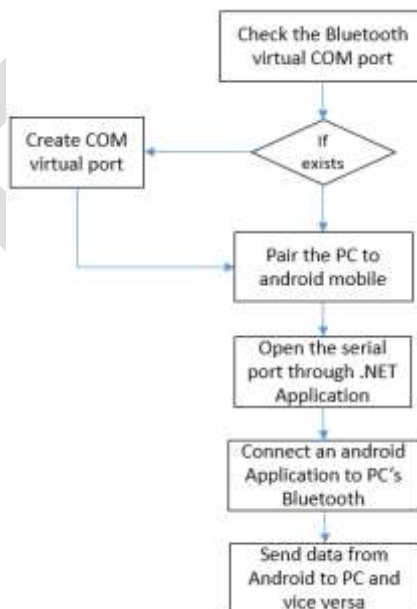 Check the Bluetooth
virtual COM port
If
exists
Create COM
virtual port
Pair the PC to
android mobile
Open the serial
port through .NET
Application
Connect an android
Application to PC's
Bluetooth
Send data from
Android to PC and
vice versa